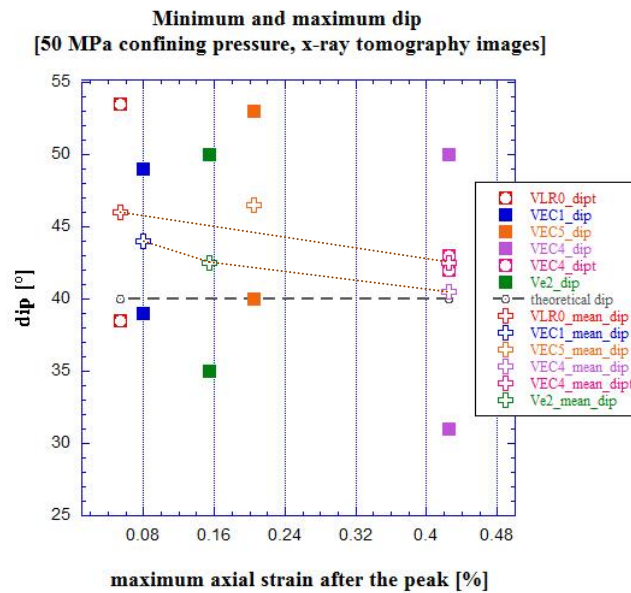 Minimum and maximum dip
[50 MPa confining pressure, x-ray tomography images]
55
50
45
40
35
30
25
dip [°]
0.08
0.16
0.24
0.32
0.4
0.48
maximum axial strain after the peak [%]
VLR0_dipt
VEC1_dip
VEC5_dip
VEC4_dip
VEC4_dipt
Ve2_dip
theoretical dip
VLR0_mean_dip
VEC1_mean_dip
VEC5_mean_dip
VEC4_mean_dip
VEC4_mean_dipt
Ve2_mean_dip